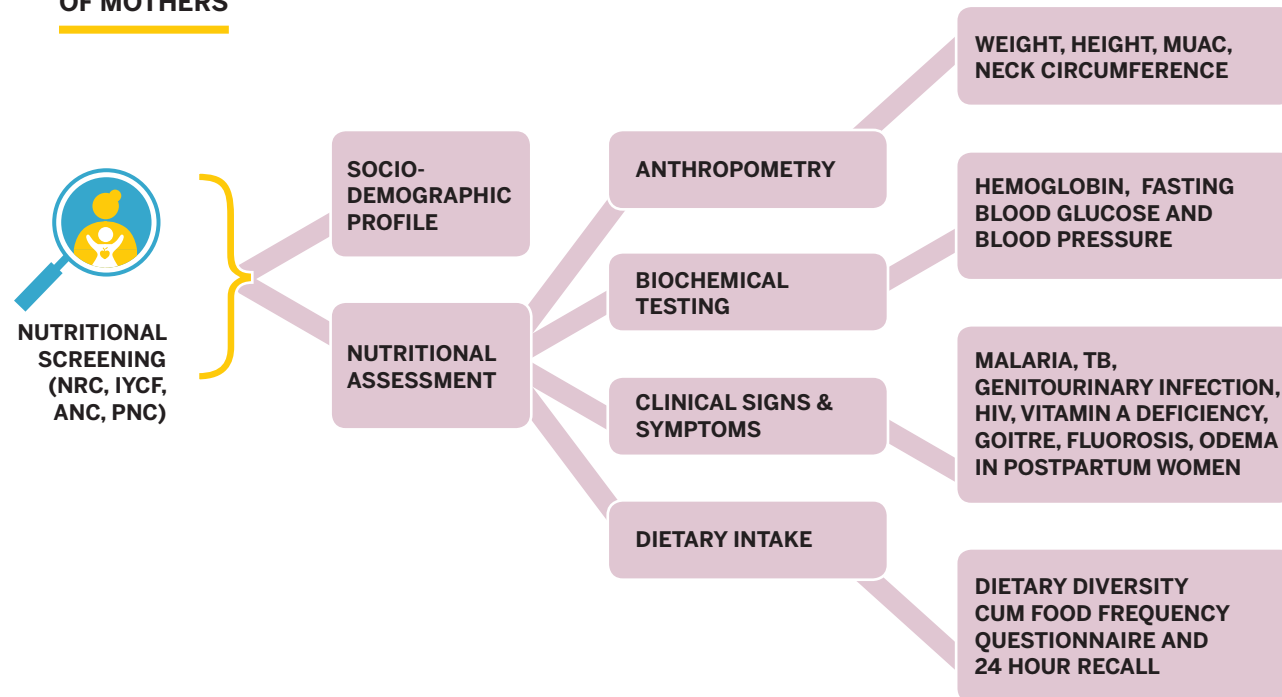 OF MOTHERS
NUTRITIONAL
SCREENING
(NRC, IYCF,
ANC, PNC)
SOCIO-
DEMOGRAPHIC
PROFILE
NUTRITIONAL
ASSESSMENT
ANTHROPOMETRY
BIOCHEMICAL
TESTING
CLINICAL SIGNS &
SYMPTOMS
DIETARY INTAKE
WEIGHT, HEIGHT, MUAC,
NECK CIRCUMFERENCE
HEMOGLOBIN, FASTING
BLOOD GLUCOSE AND
BLOOD PRESSURE
MALARIA, TB,
GENITOURINARY INFECTION,
HIV, VITAMIN A DEFICIENCY,
GOITRE, FLUOROSIS, ODEMA
IN POSTPARTUM WOMEN
DIETARY DIVERSITY
CUM FOOD FREQUENCY
QUESTIONNAIRE AND
24 HOUR RECALL